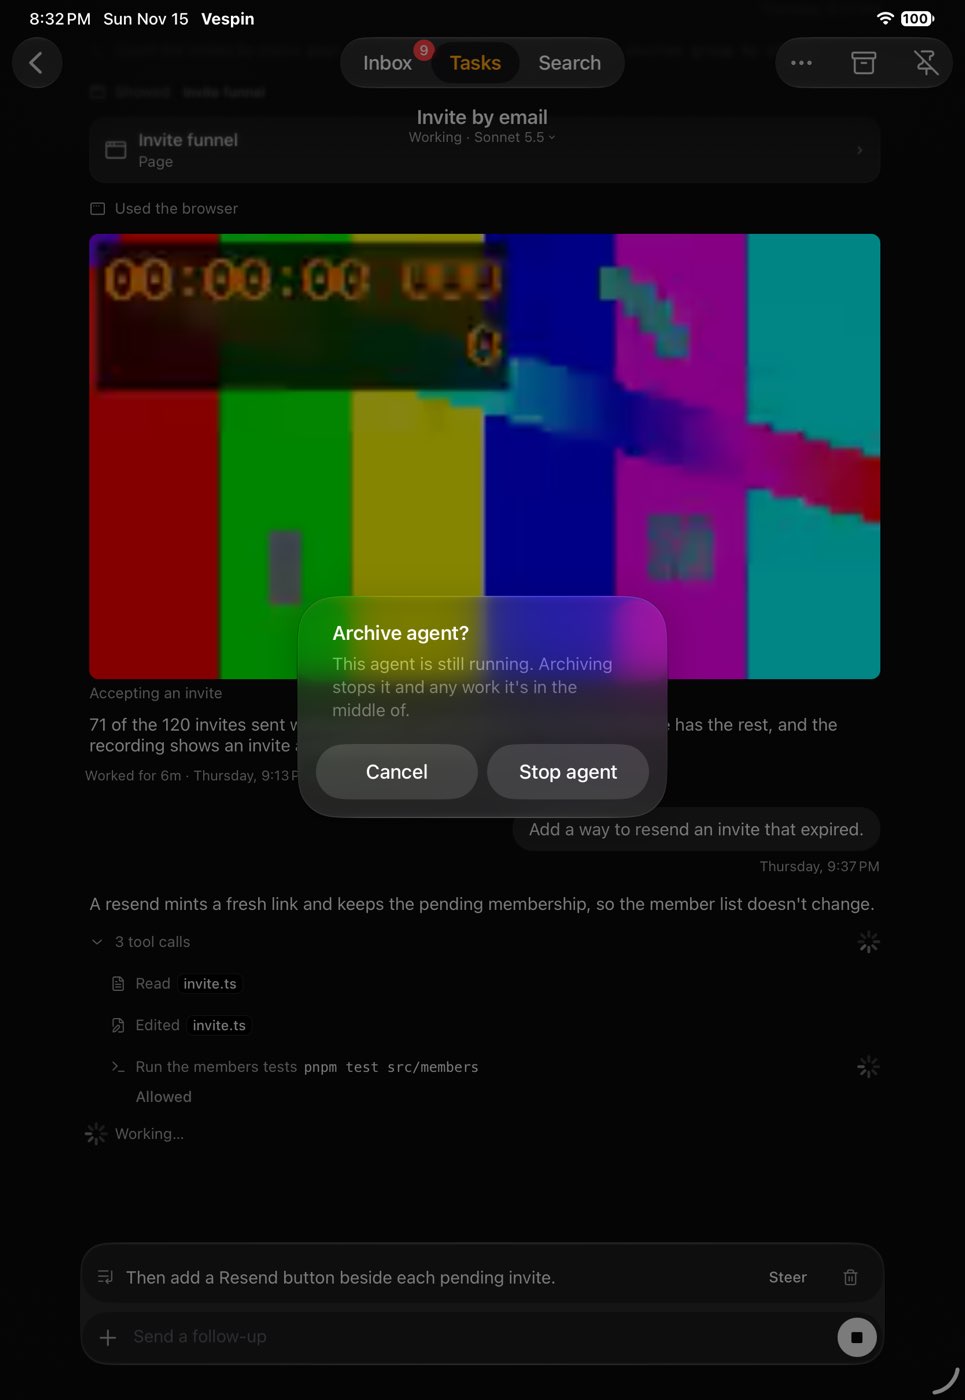 8:32 PM Sun Nov 15 Vespin 100
Inbox 9 Tasks Search
Showed Invite funnel
Invite by email
Working · Sonnet 5.5
Invite funnel
Page
Used the browser
00:00:00
0
Accepting an invite
71 of the 120 invites sent has the rest, and the
recording shows an invite
Worked for 6m · Thursday, 9:13
Archive agent?
This agent is still running. Archiving
stops it and any work it's in the
middle of.
Cancel Stop agent
Add a way to resend an invite that expired.
Thursday, 9:37 PM
A resend mints a fresh link and keeps the pending membership, so the member list doesn't change.
3 tool calls
Read invite.ts
Edited invite.ts
Run the members tests pnpm test src/members
Allowed
Working...
Then add a Resend button beside each pending invite. Steer
Send a follow-up